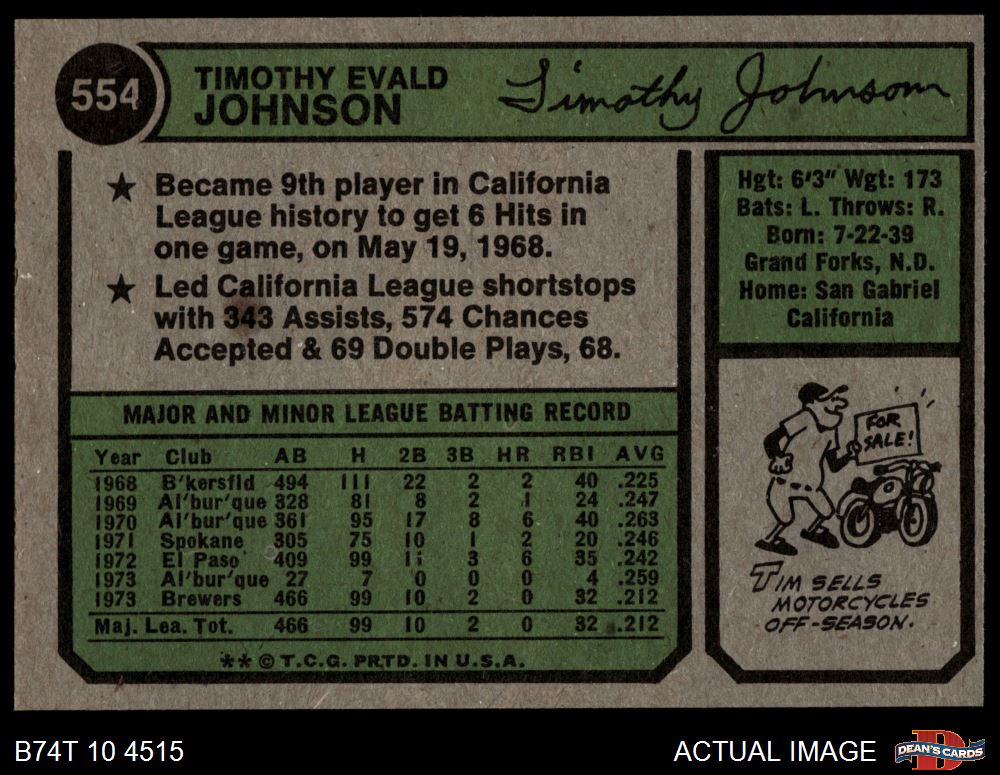 554
TIMOTHY EVALD
JOHNSON
Timothy Johnson
★ Became 9th player in California
League history to get 6 Hits in
one game, on May 19, 1968.
★ Led California League shortstops
with 343 Assists, 574 Chances
Accepted & 69 Double Plays, 68.
Hgt: 6'3" Wgt: 173
Bats: L. Throws: R.
Born: 7-22-39
Grand Forks, N.D.
Home: San Gabriel
California
MAJOR AND MINOR LEAGUE BATTING RECORD
Year Club AB H 2B 3B HR RBI AVG
1968 B'kersfld 494 111 22 2 2 40 .225
1969 Al'bur'que 328 81 8 2 1 24 .247
1970 Al'bur'que 361 95 17 8 6 40 .263
1971 Spokane 305 75 10 1 2 20 .246
1972 El Paso 409 99 11 3 6 35 .242
1973 Al'bur'que 27 7 0 0 0 4 .259
1973 Brewers 466 99 10 2 0 32 .212
Maj. Lea. Tot. 466 99 10 2 0 32 .212
** © T.C.G. PRTD. IN U.S.A.
FOR
SALE!
TIM SELLS
MOTORCYCLES
OFF-SEASON.
B74T 10 4515
ACTUAL IMAGE
DEAN'S CARDS